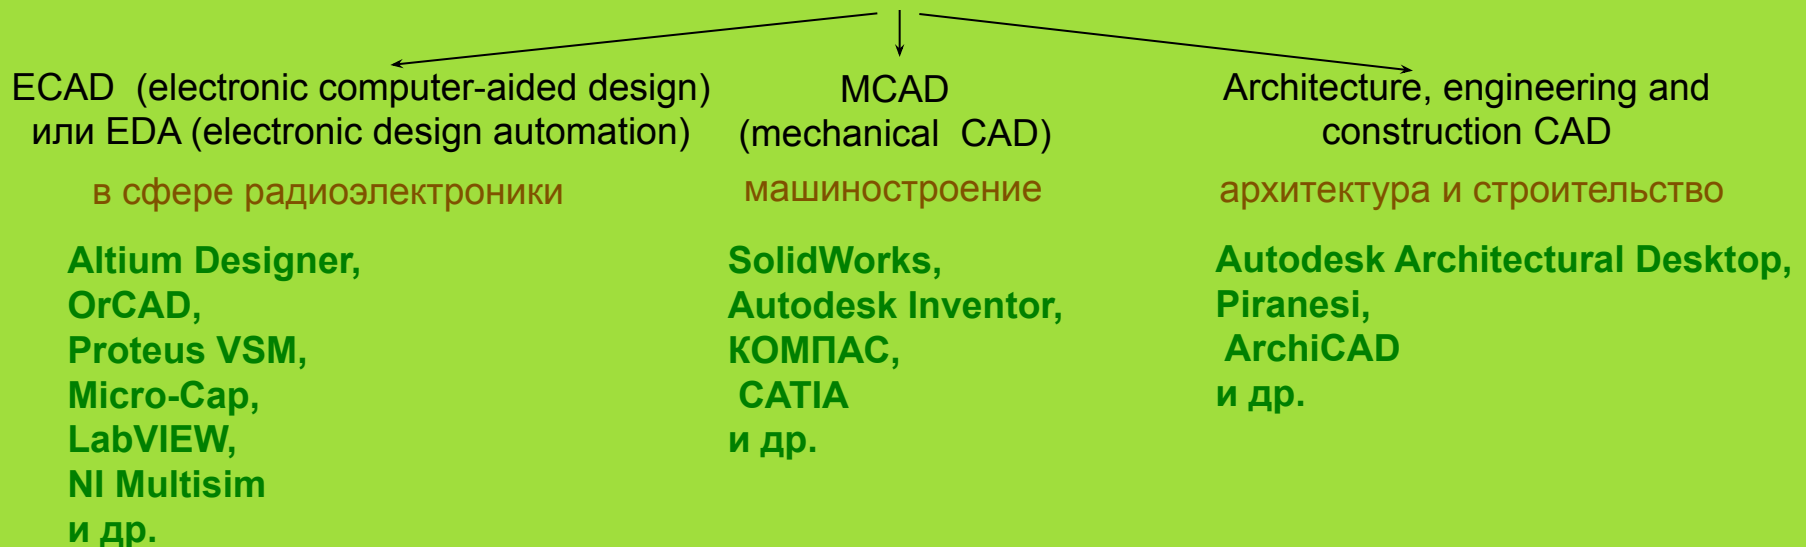 ECAD (electronic computer-aided design)
или EDA (electronic design automation)
в сфере радиоэлектроники
Altium Designer,
OrCAD,
Proteus VSM,
Micro-Cap,
LabVIEW,
NI Multisim
и др.
MCAD
(mechanical CAD)
машиностроение
SolidWorks,
Autodesk Inventor,
КОМПАС,
CATIA
и др.
Architecture, engineering and
construction CAD
архитектура и строительство
Autodesk Architectural Desktop,
Piranesi,
ArchiCAD
и др.